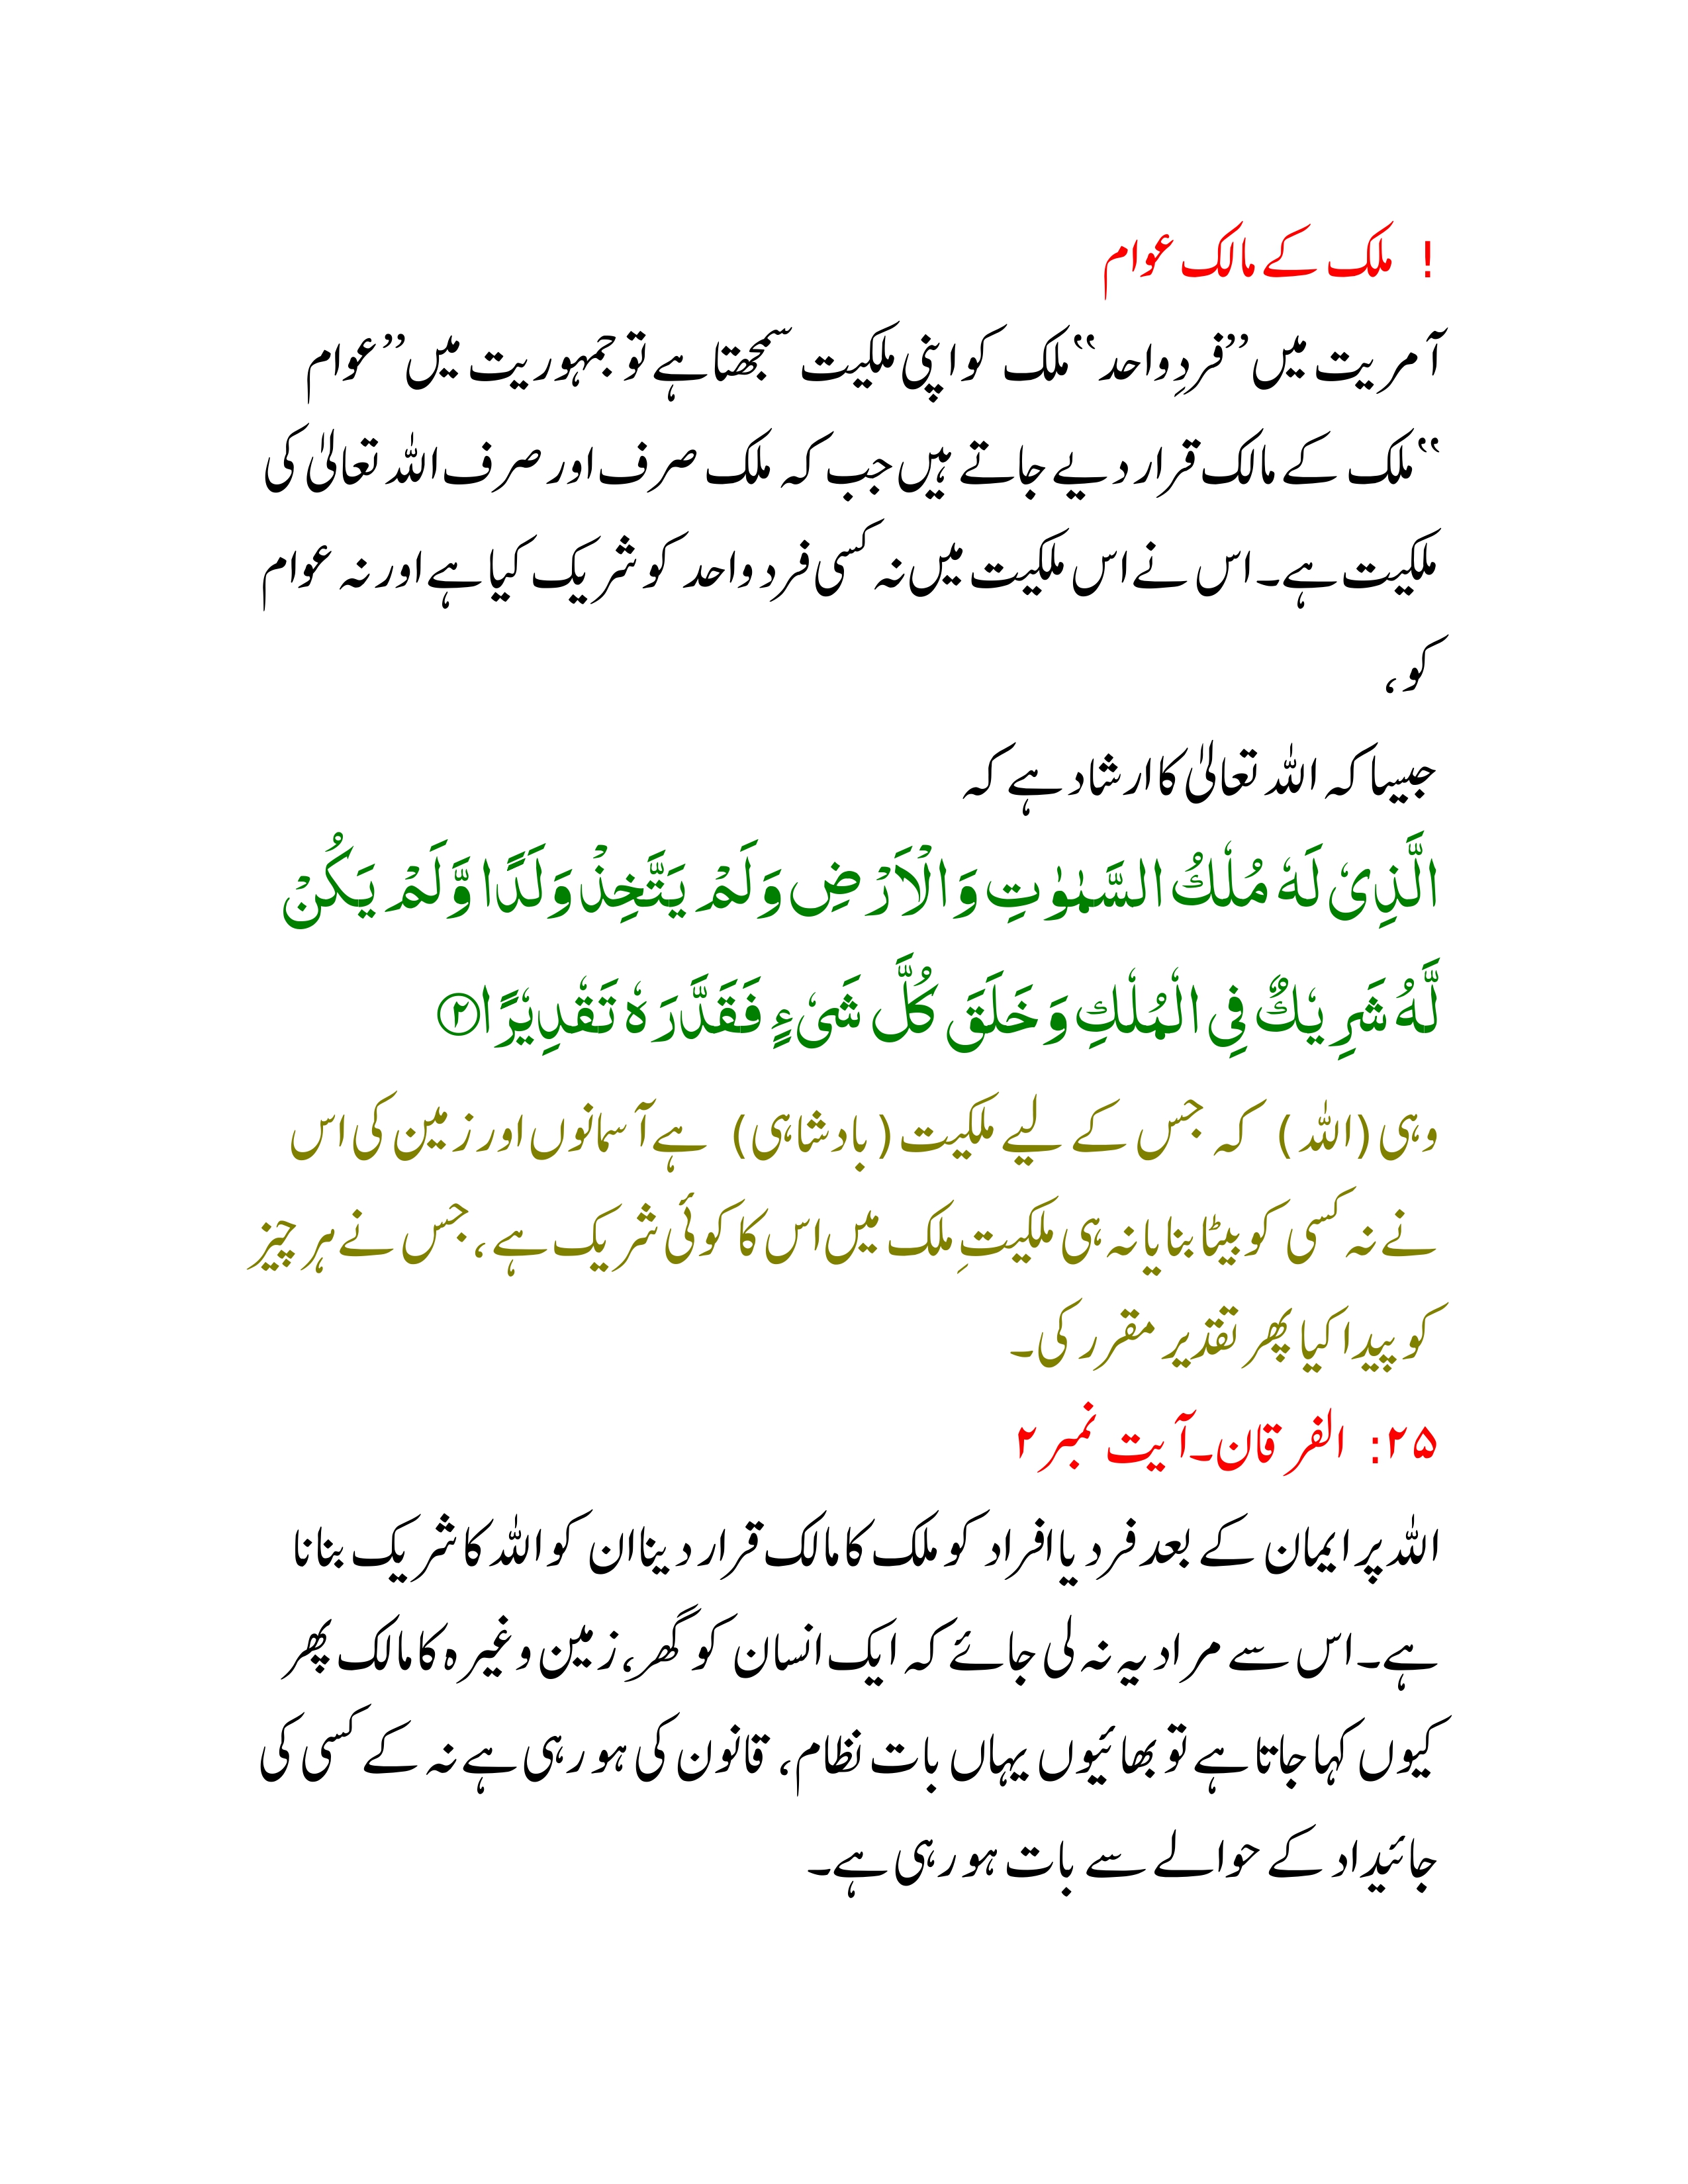 ! ملک کے مالک عوام
آمریت میں ’’فردِ واحد‘‘ ملک کو اپنی ملکیت سمجھتا ہے تو جمہوریت میں ’’عوام
‘‘ملک کے مالک قرار دیے جاتے ہیں جب کہ ملک صرف اور صرف اللہ تعالیٰ کی
ملکیت ہے۔ اس نے اس ملکیت میں نہ کسی فرد واحد کو شریک کیا ہے اور نہ عوام
کو،
جیسا کہ اللہ تعالیٰ کا ارشاد ہے کہ
الَّذِیْ لَهٗ مُلْكُ السَّمٰوٰتِ وَ الْاَرْضِ وَ لَمْ یَتَّخِذْ وَلَدًا وَّ لَمْ یَكُنْ
لَّهُ شَرِیْكٌ فِی الْمُلْكِ وَ خَلَقَ كُلَّ شَیْءٍ فَقَدَّرَهٗ تَقْدِیْرًا۝۲
وہی (اللہ) کہ جس کے لیے ملکیت (بادشاہی) ہے آسمانوں اور زمین کی اس
نے نہ کسی کو بیٹا بنایا نہ ہی ملکیتِ ملک میں اس کا کوئی شریک ہے، جس نے ہر چیز
کو پیدا کیا پھر تقدیر مقرر کی۔
۲۵: الفرقان۔ آیت نمبر ۲
اللہ پر ایمان کے بعد فرد یا افراد کو ملک کا مالک قرار دینا ان کو اللہ کا شریک بنانا
ہے۔ اس سے مراد یہ نہ لی جائے کہ ایک انسان کو گھر، زمین وغیرہ کا مالک پھر
کیوں کہا جاتا ہے تو بھائیوں یہاں بات نظام، قانون کی ہو رہی ہے نہ کے کسی کی
جائیداد کے حوالے سے بات ہو رہی ہے۔